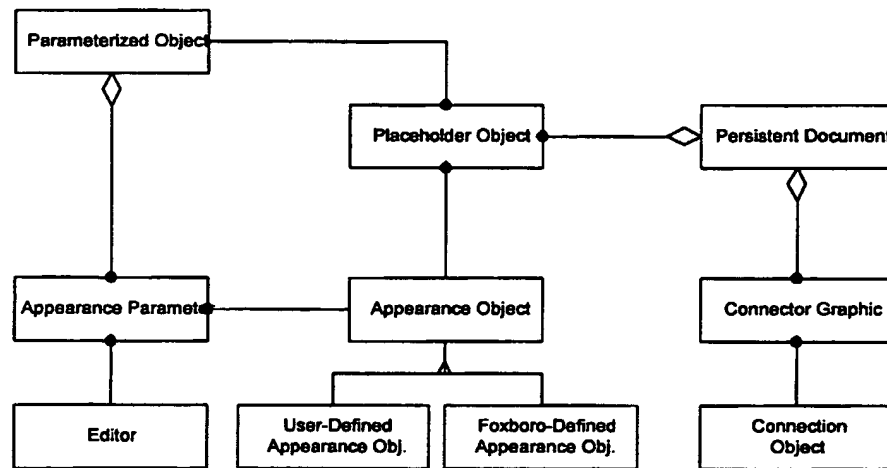 Parameterized Object
Placeholder Object
Persistent Document
Appearance Paramet
Appearance Object
Connector Graphic
Editor
User-Defined
Appearance Obj.
Foxboro-Defined
Appearance Obj.
Connection
Object